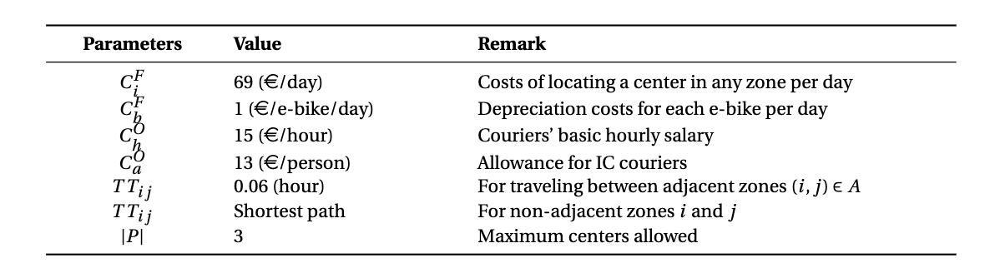 Parameters Value Remark
C_i^F 69 (€/day) Costs of locating a center in any zone per day
C_b^F 1 (€/e-bike/day) Depreciation costs for each e-bike per day
C_h^O 15 (€/hour) Couriers’ basic hourly salary
C_a^O 13 (€/person) Allowance for IC couriers
TT_{ij} 0.06 (hour) For traveling between adjacent zones (i, j) ∈ A
TT_{ij} Shortest path For non-adjacent zones i and j
|P| 3 Maximum centers allowed